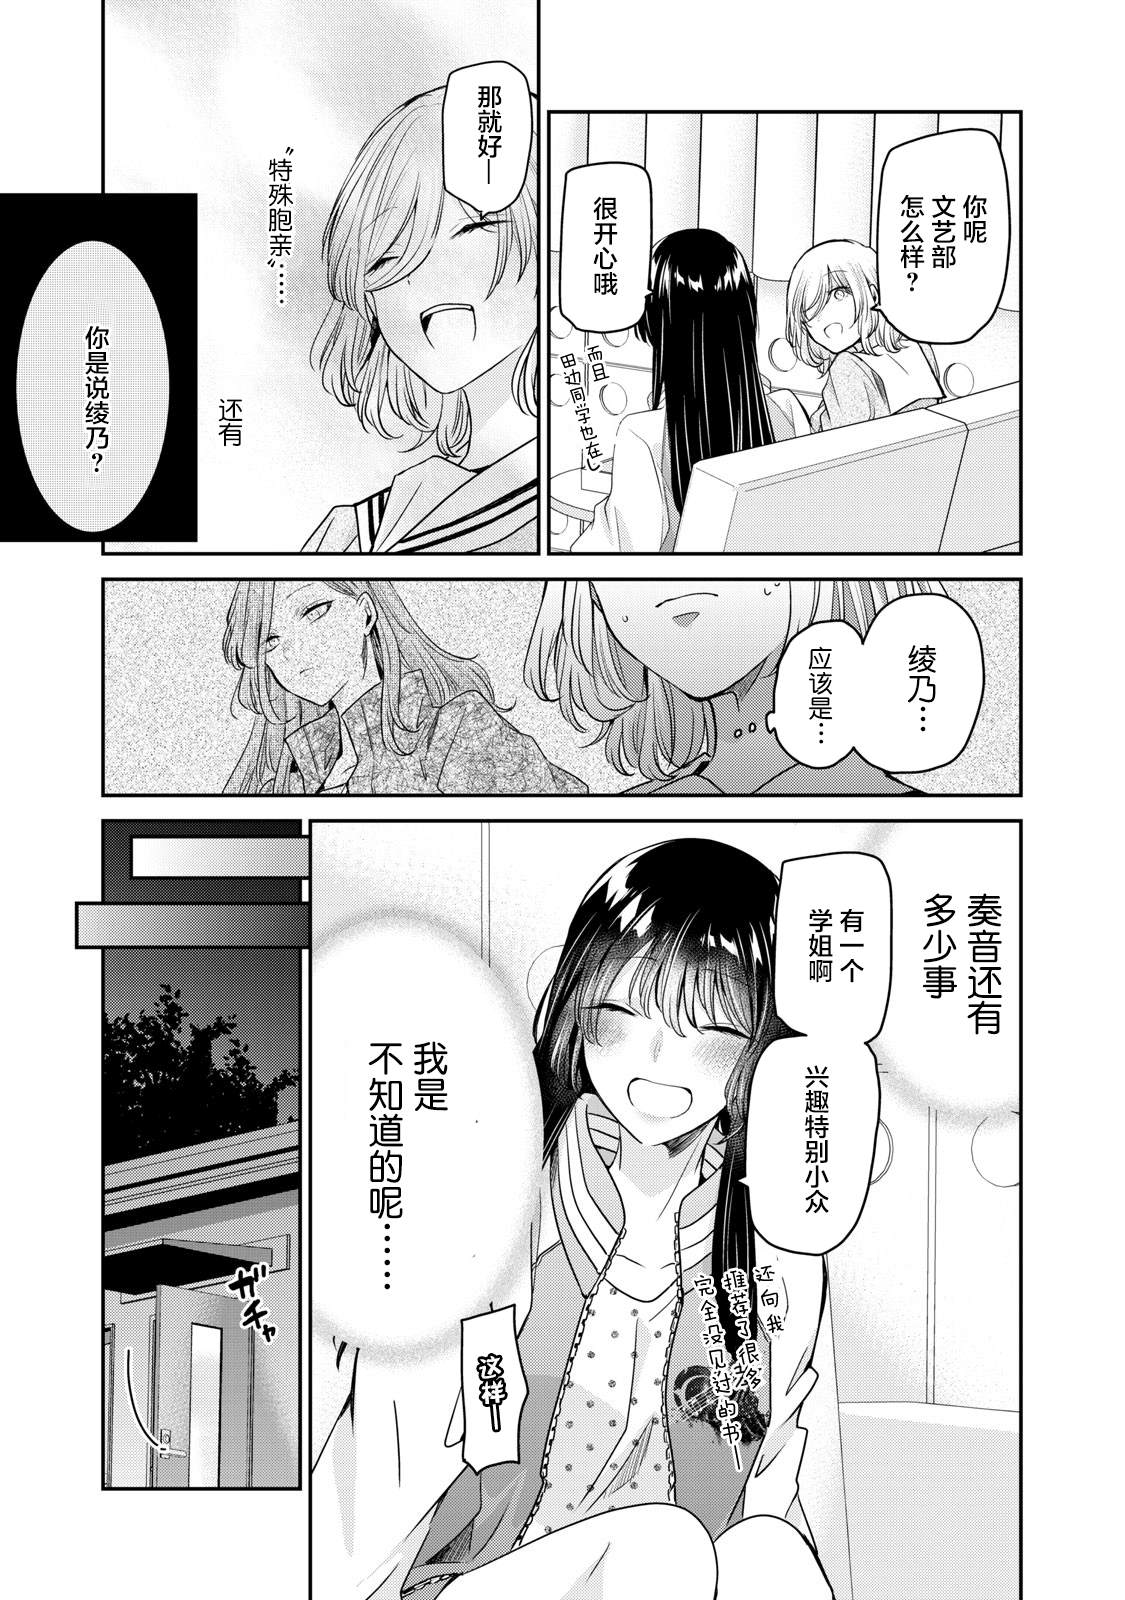 你呢
文艺部
怎么样？
很开心哦
而且
田边同学也在
那就好—
〝特殊胞亲〟……
还有
你是说绫乃？
绫乃…
应该是…
奏音还有
多少事
有一个
学姐啊
兴趣特别小众
还向我
推荐了很多
完全没见过的书—
我是
不知道的呢……
这样—
ガチャ